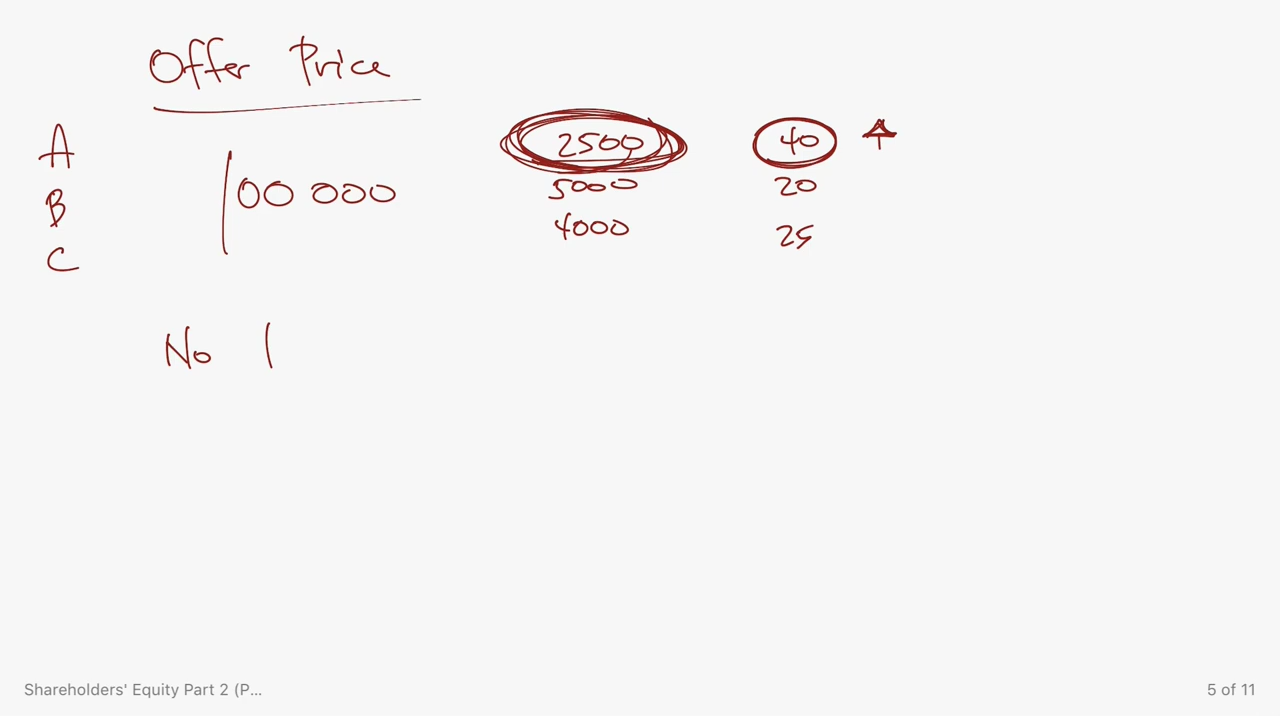 Offer Price
A 2500 40
B 100 000 5000 20
C 4000 25
No
Shareholders' Equity Part 2 (P...
5 of 11